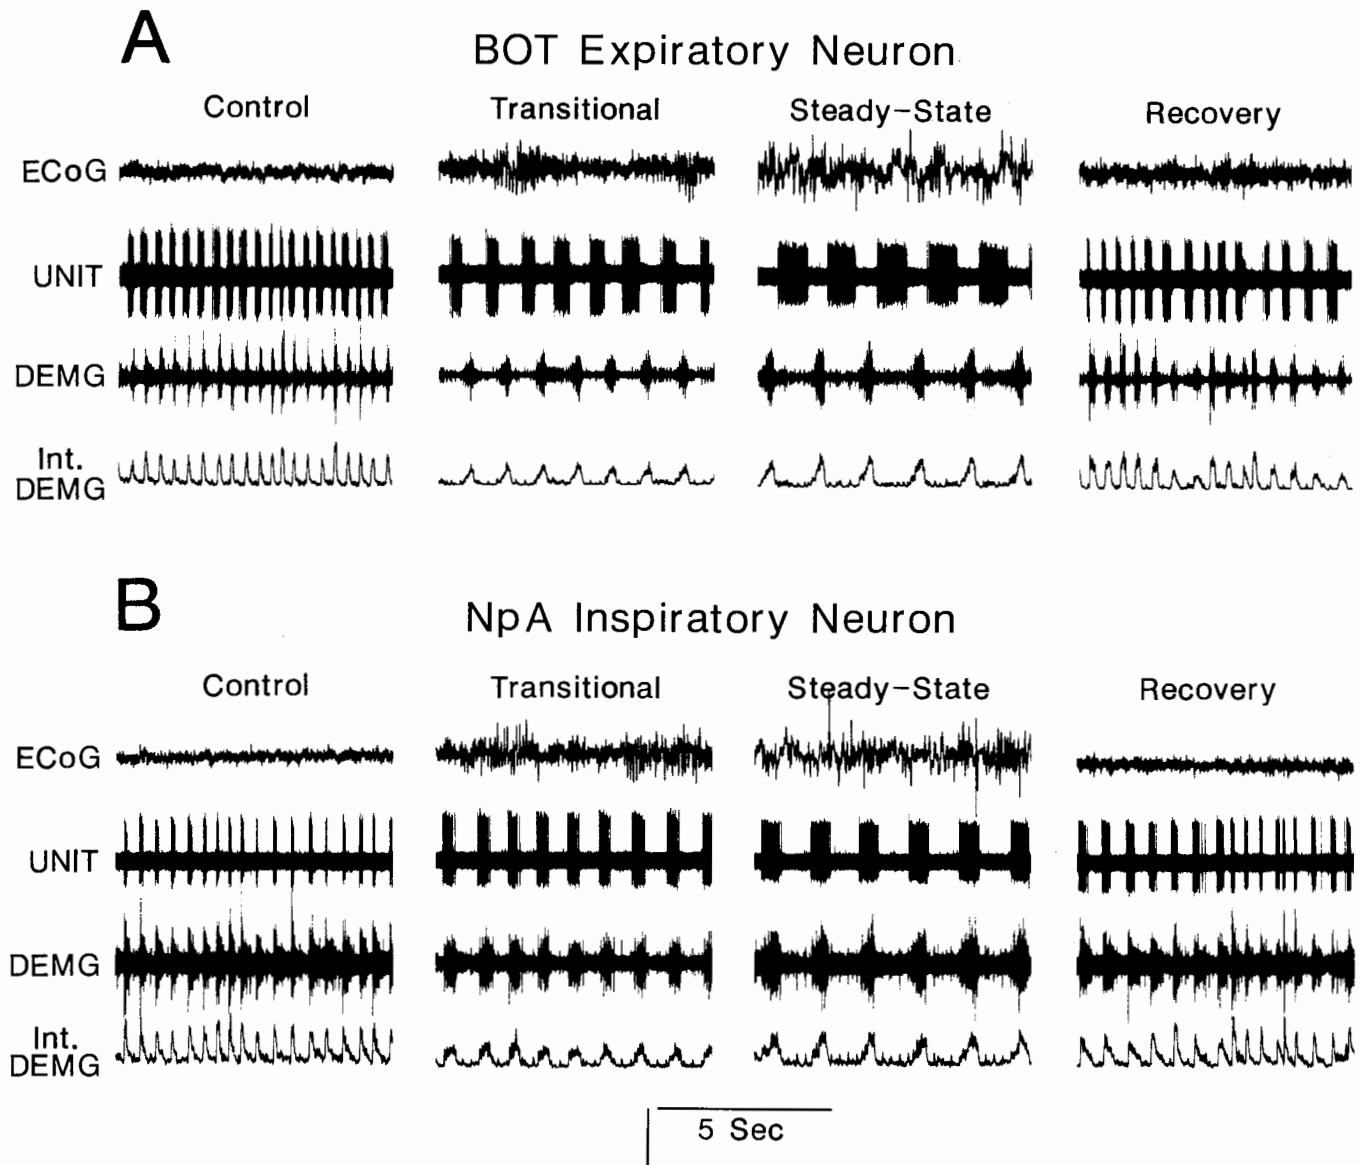 A
BOT Expiratory Neuron
Control Transitional Steady-State Recovery
ECoG
UNIT
DEMG
Int.
DEMG
B
NpA Inspiratory Neuron
Control Transitional Steady-State Recovery
ECoG
UNIT
DEMG
Int.
DEMG
5 Sec